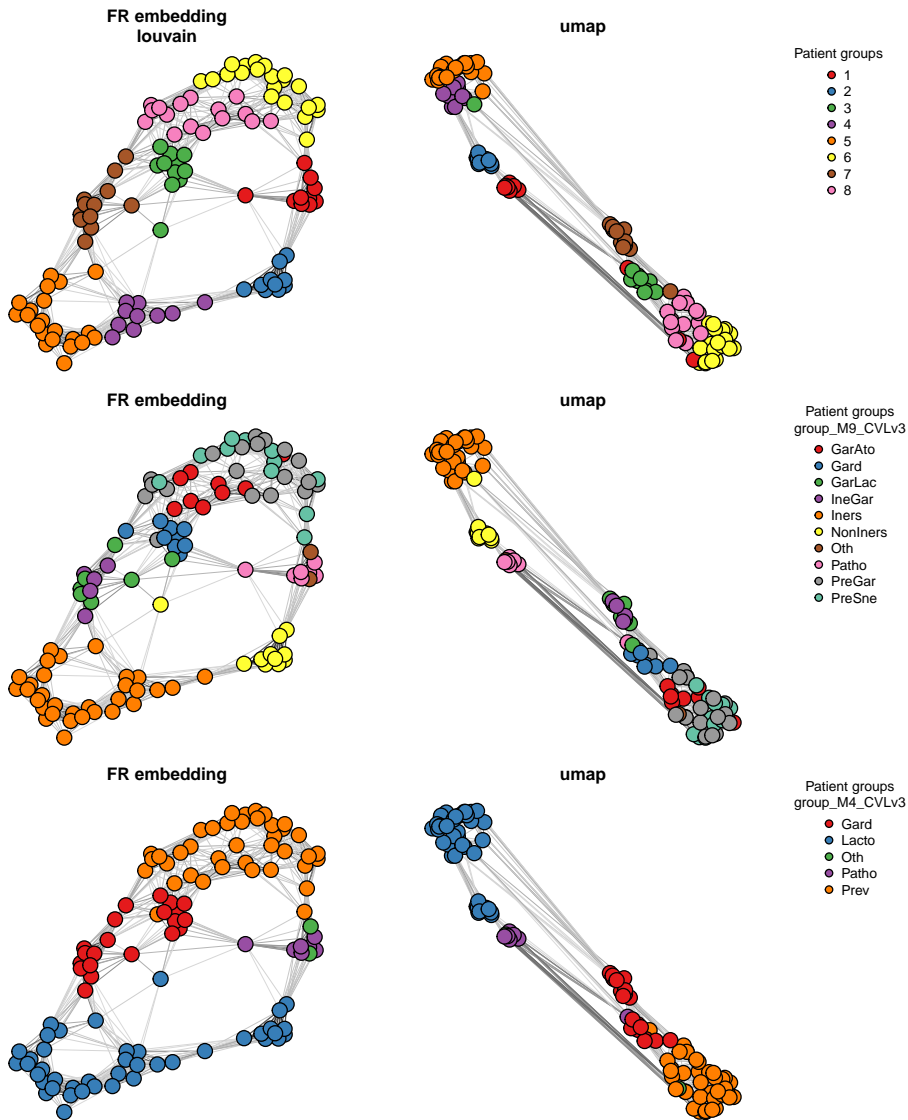 FR embedding
louvain
umap
Patient groups
1
2
3
4
5
6
7
8
FR embedding
umap
Patient groups
group_M9_CVLv3
GarAto
Gard
GarLac
IneGar
Iners
NonIners
Oth
Patho
PreGar
PreSne
FR embedding
umap
Patient groups
group_M4_CVLv3
Gard
Lacto
Oth
Patho
Prev